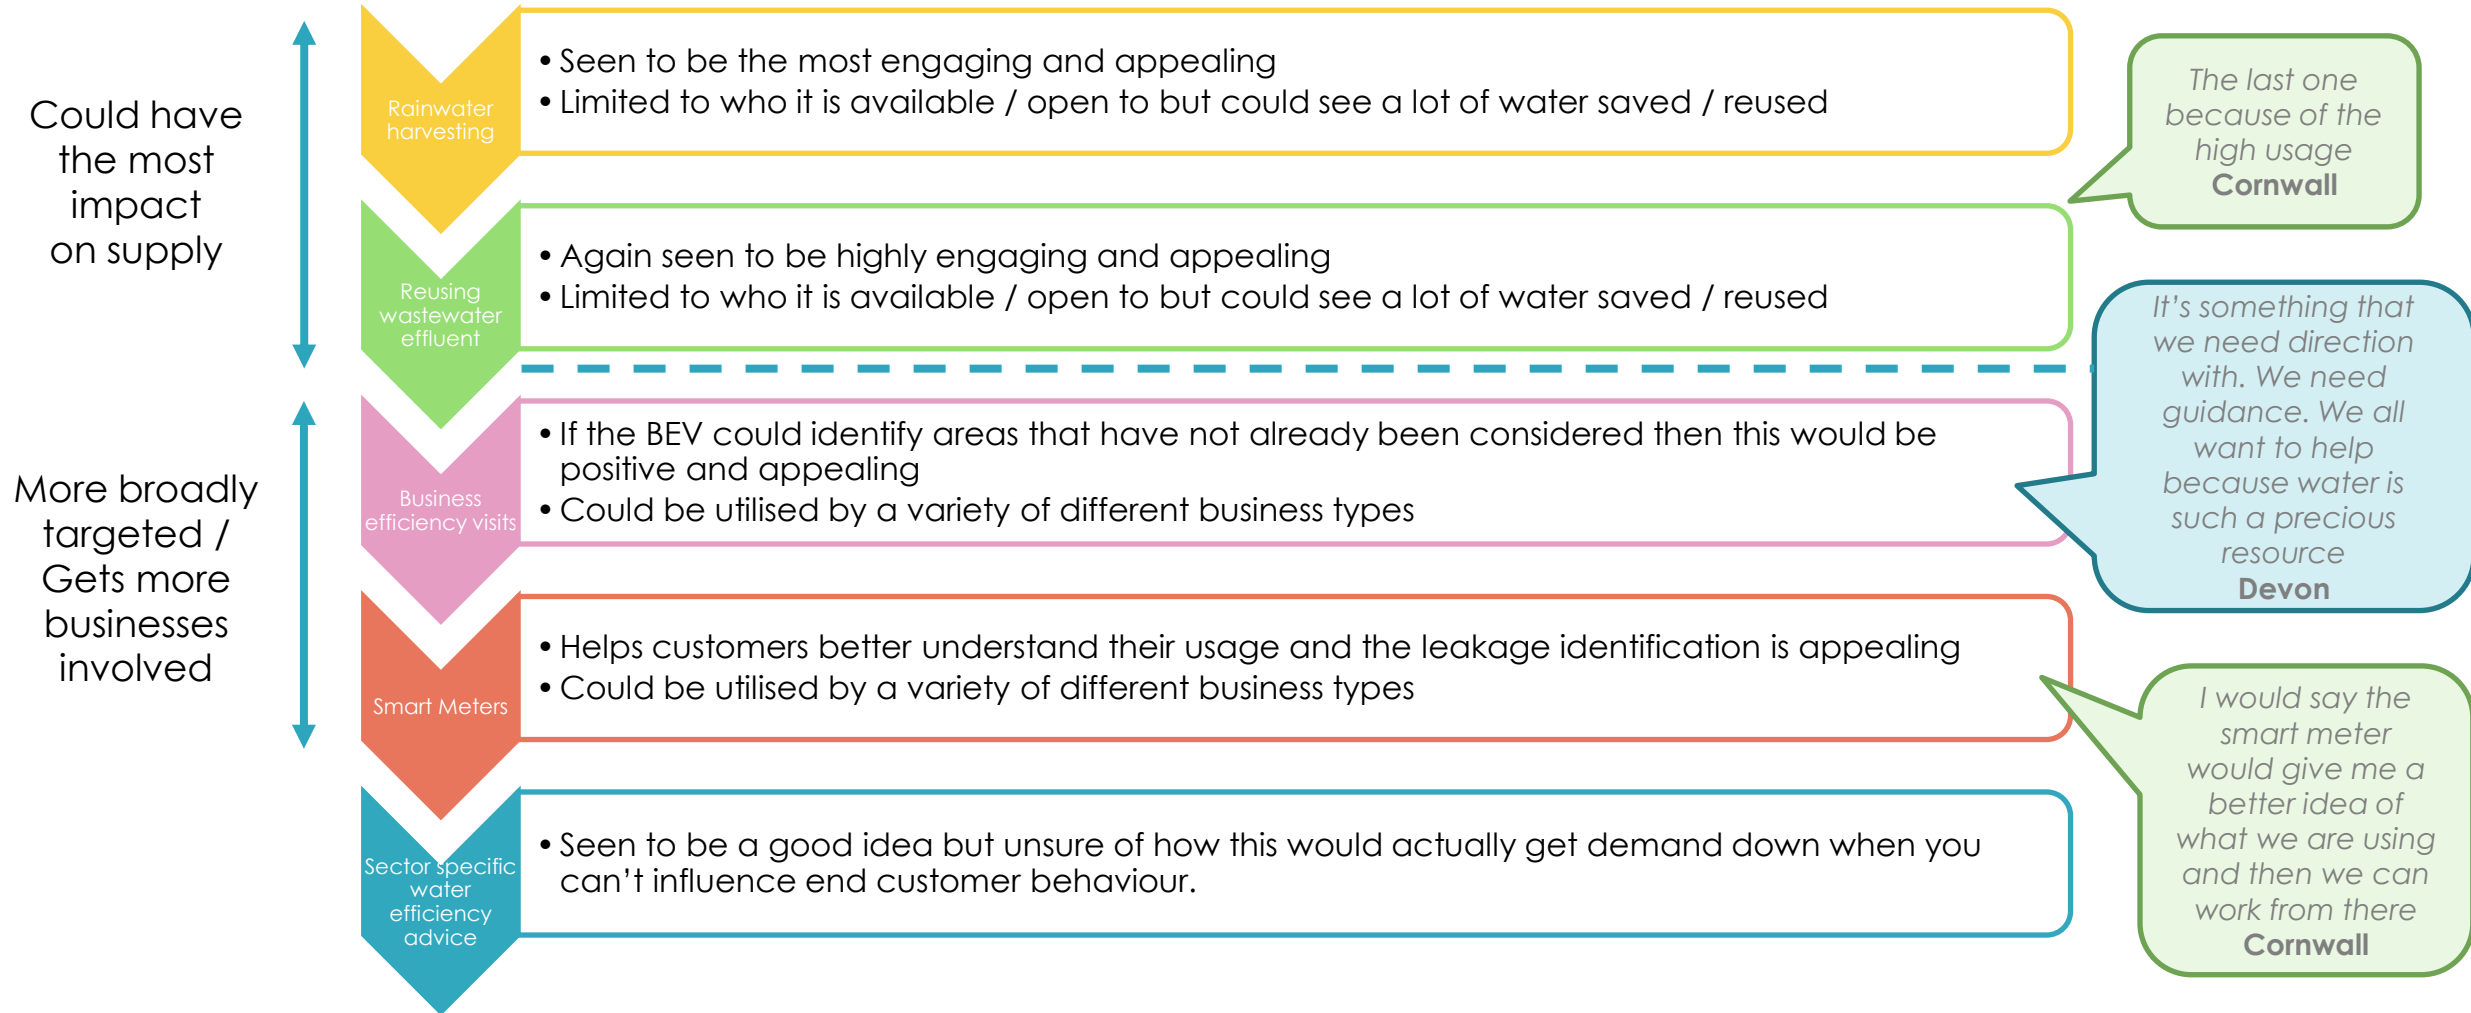 Could have
the most
impact
on supply
Rainwater
harvesting
• Seen to be the most engaging and appealing
• Limited to who it is available / open to but could see a lot of water saved / reused
The last one
because of the
high usage
Cornwall
Reusing
wastewater
effluent
• Again seen to be highly engaging and appealing
• Limited to who it is available / open to but could see a lot of water saved / reused
It’s something that
we need direction
with. We need
guidance. We all
want to help
because water is
such a precious
resource
Devon
More broadly
targeted /
Gets more
businesses
involved
Business
efficiency visits
• If the BEV could identify areas that have not already been considered then this would be
positive and appealing
• Could be utilised by a variety of different business types
Smart Meters
• Helps customers better understand their usage and the leakage identification is appealing
• Could be utilised by a variety of different business types
I would say the
smart meter
would give me a
better idea of
what we are using
and then we can
work from there
Cornwall
Sector specific
water
efficiency
advice
• Seen to be a good idea but unsure of how this would actually get demand down when you
can’t influence end customer behaviour.